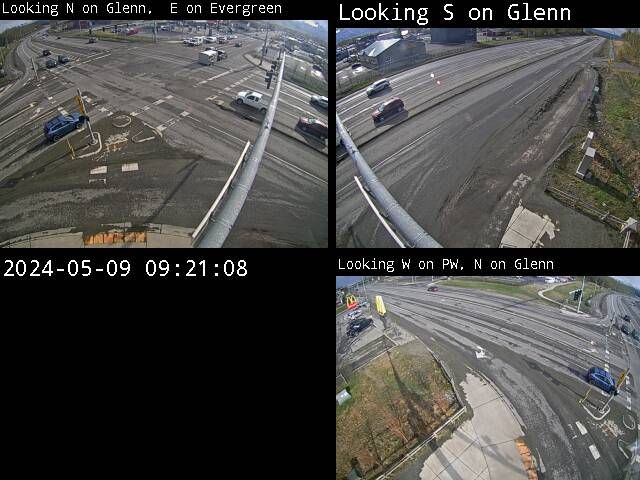 Looking N on Glenn,  E on Evergreen
Looking S on Glenn
2024-05-09 09:21:08
Looking W on PW, N on Glenn